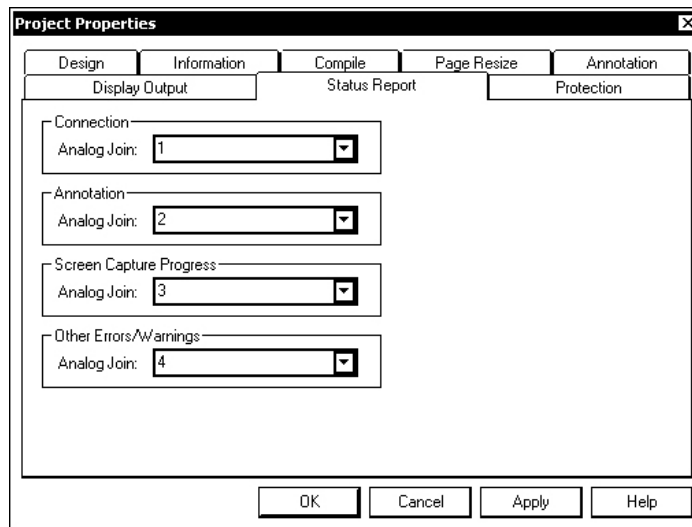 Project Properties
Design Information Compile Page Resize Annotation
Display Output Status Report Protection
Connection
Analog Join: 1
Annotation
Analog Join: 2
Screen Capture Progress
Analog Join: 3
Other Errors/Warnings
Analog Join: 4
OK Cancel Apply Help